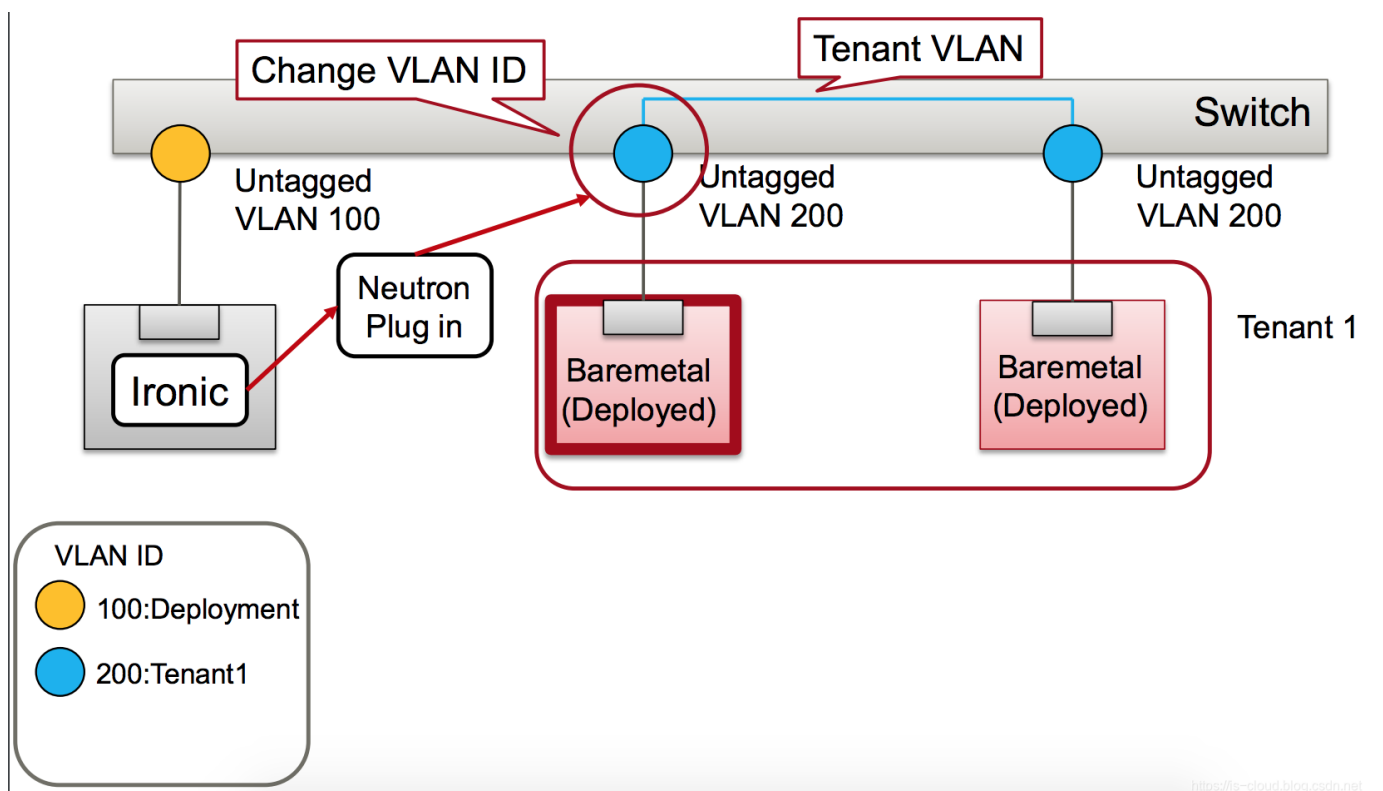 Change VLAN ID
Tenant VLAN
Switch
Untagged
VLAN 100
Untagged
VLAN 200
Untagged
VLAN 200
Neutron
Plug in
Ironic
Baremetal
(Deployed)
Baremetal
(Deployed)
Tenant 1
VLAN ID
100:Deployment
200:Tenant1
https://is-cloud.blog.csdn.net